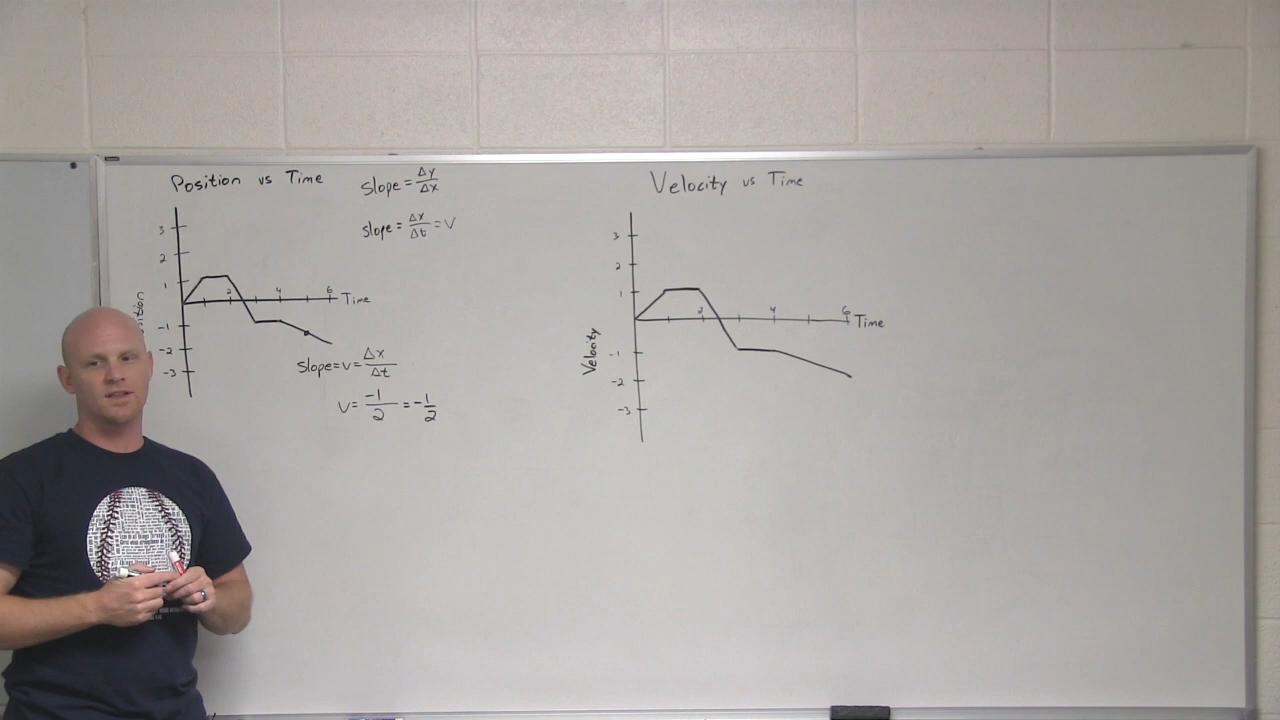 Position vs Time
slope = Δy/Δx
slope = Δx/Δt = V
3
2
1
-1
-2
-3
2 4 6
Time
slope = v = Δx/Δt
V = -1/2 = -1/2
Velocity vs Time
3
2
1
-1
-2
-3
2 4 6
Time
Velocity